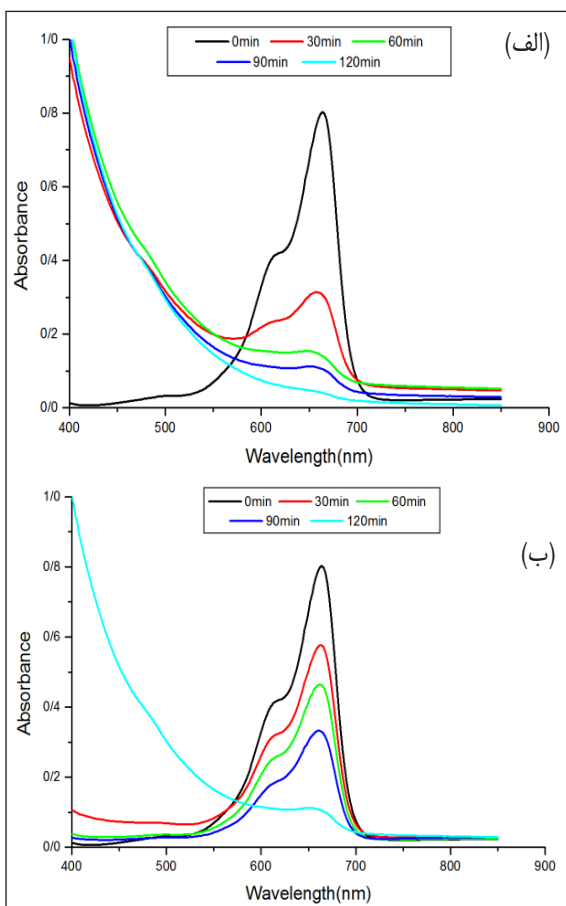 (الف)
0min 30min 60min
90min 120min
1/0
0/8
0/6
0/4
0/2
0/0
Absorbance
400 500 600 700 800 900
Wavelength(nm)
(ب)
0min 30min 60min
90min 120min
1/0
0/8
0/6
0/4
0/2
0/0
Absorbance
400 500 600 700 800 900
Wavelength(nm)